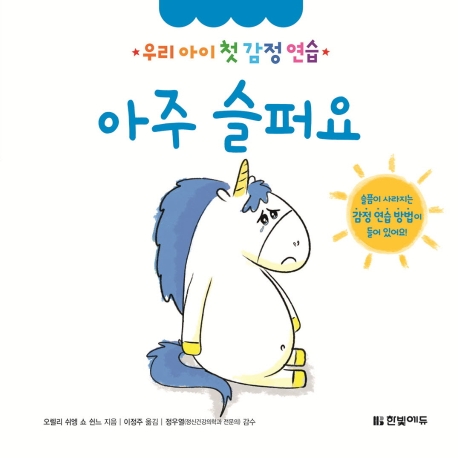 ★우리 아이 첫 감정 연습★
아주 슬퍼요
슬픔이 사라지는
감정 연습 방법이
들어 있어요!
오렐리 쉬앵 쇼 쉰느 지음 | 이정주 옮김 | 정우열(정신건강의학과 전문의) 감수
한빛에듀